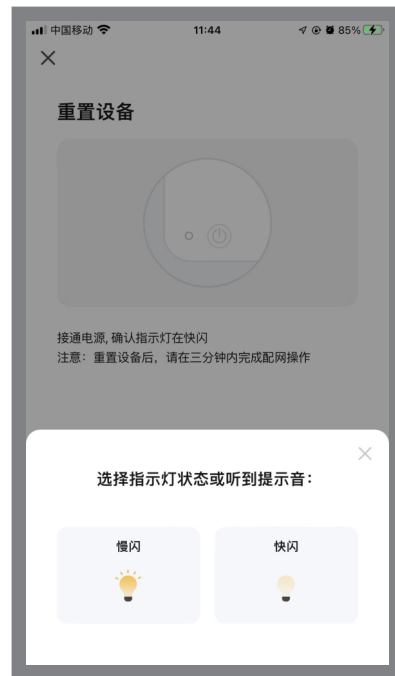 中国移动 11:44 85%
重置设备
接通电源, 确认指示灯在快闪
注意：重置设备后，请在三分钟内完成配网操作
选择指示灯状态或听到提示音：
慢闪 快闪